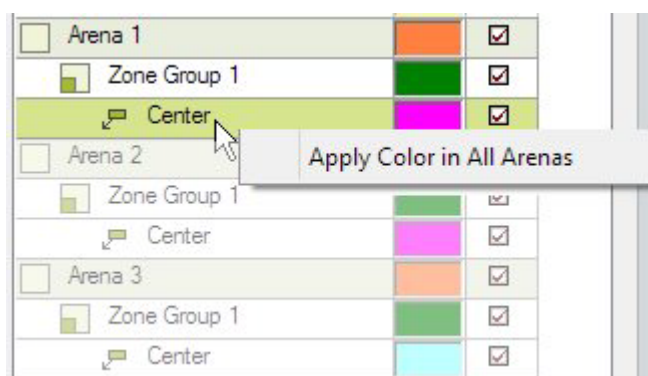 Arena 1
Zone Group 1
Center
Apply Color in All Arenas
Arena 2
Zone Group 1
Center
Arena 3
Zone Group 1
Center